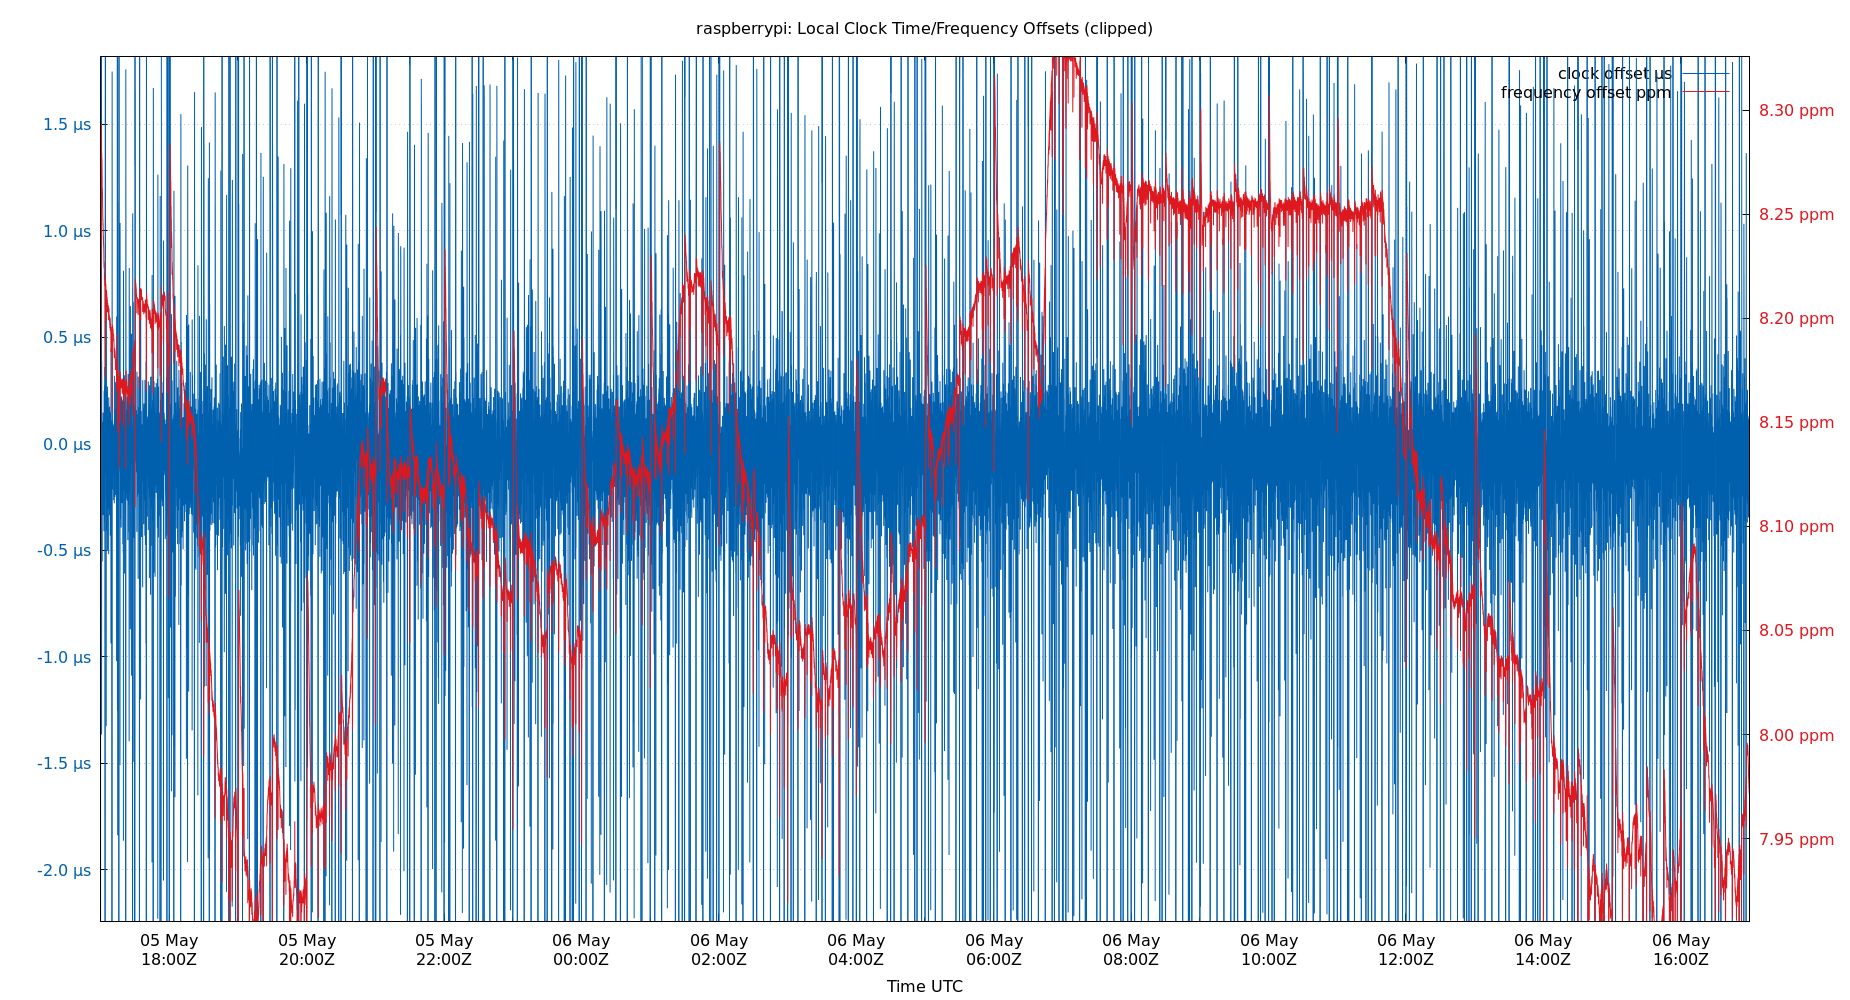 raspberrypi: Local Clock Time/Frequency Offsets (clipped)
clock offset µs
frequency offset ppm
1.5 µs
1.0 µs
0.5 µs
0.0 µs
-0.5 µs
-1.0 µs
-1.5 µs
-2.0 µs
8.30 ppm
8.25 ppm
8.20 ppm
8.15 ppm
8.10 ppm
8.05 ppm
8.00 ppm
7.95 ppm
05 May
18:00Z
05 May
20:00Z
05 May
22:00Z
06 May
00:00Z
06 May
02:00Z
06 May
04:00Z
06 May
06:00Z
06 May
08:00Z
06 May
10:00Z
06 May
12:00Z
06 May
14:00Z
06 May
16:00Z
Time UTC